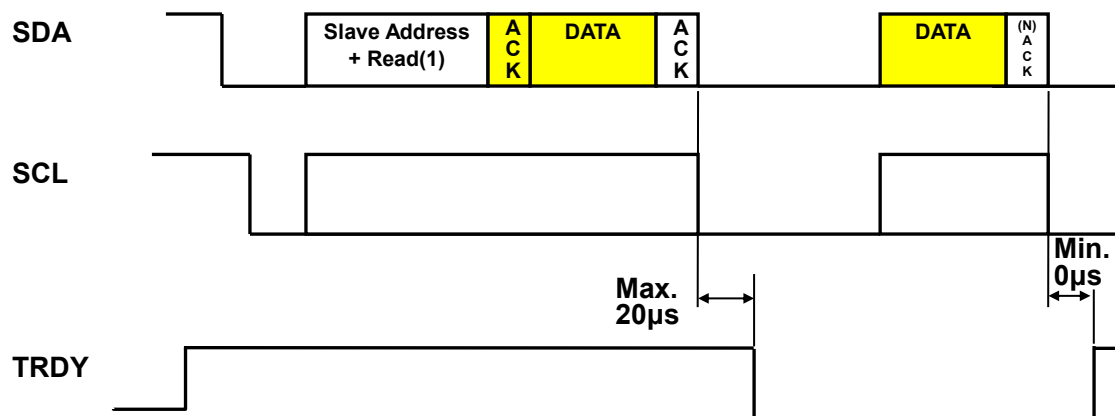 SDA
Slave Address
+ Read(1)
A
C
K
DATA
A
C
K
DATA
(N)
A
C
K
SCL
Max.
20µs
Min.
0µs
TRDY